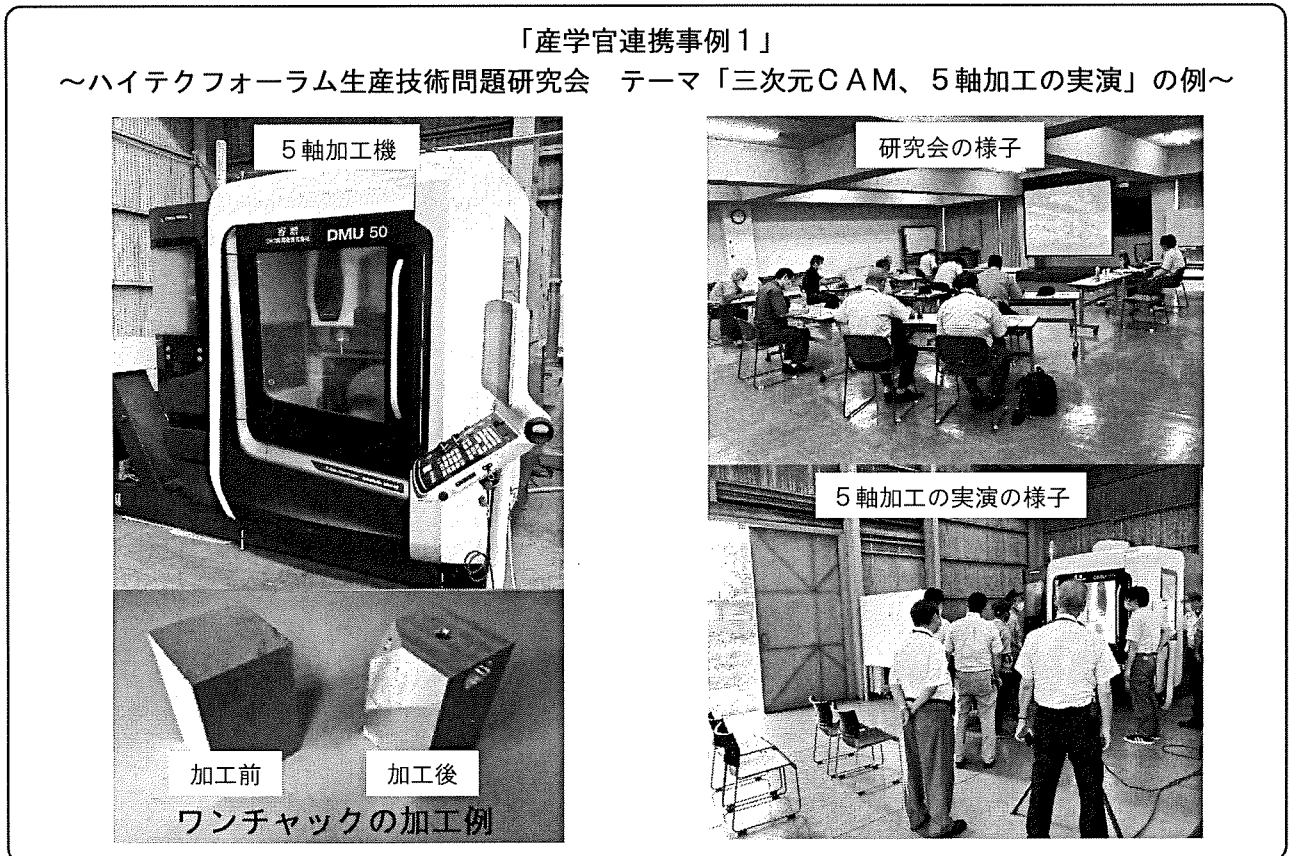 「産学官連携事例1」
～ハイテクフォーラム生産技術問題研究会　テーマ「三次元CAM、5軸加工の実演」の例～
5軸加工機
寄贈
DMU 50
加工前
加工後
ワンチャックの加工例
研究会の様子
5軸加工の実演の様子